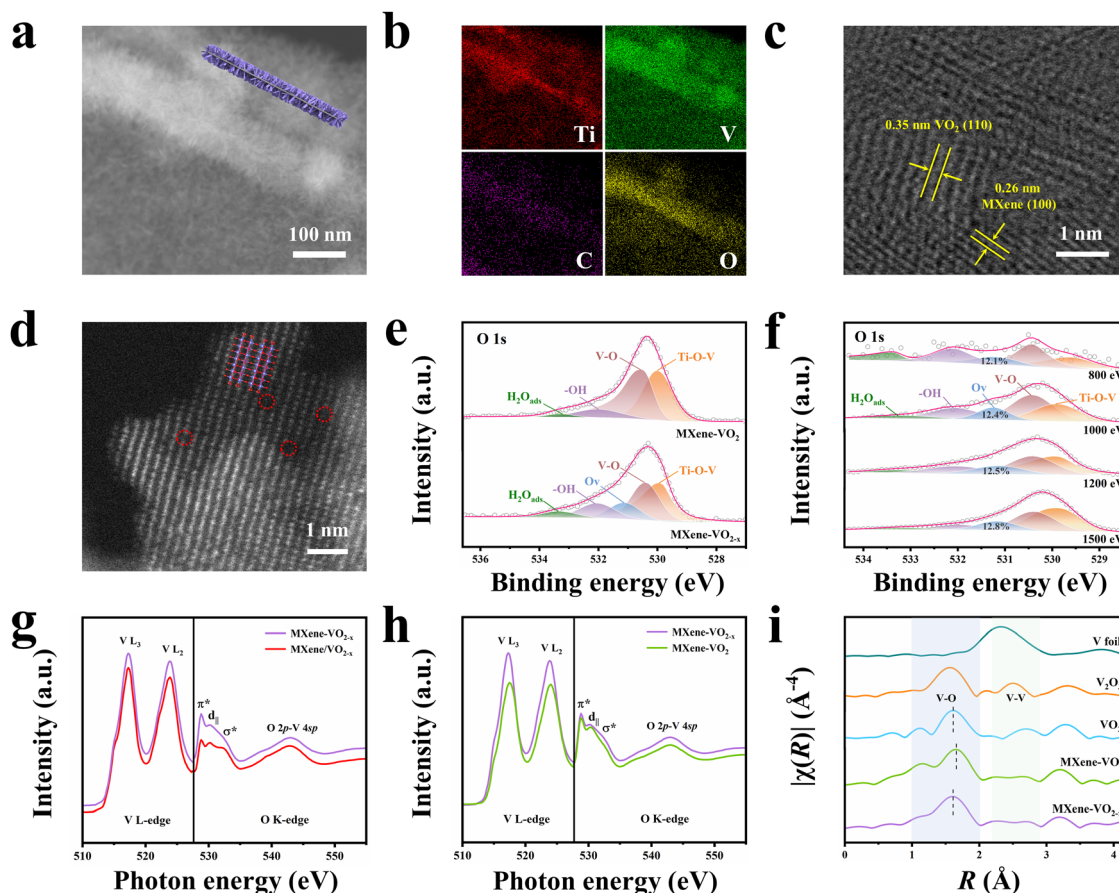 a
100 nm
b
Ti
V
C
O
c
0.35 nm VO₂ (110)
0.26 nm
MXene (100)
1 nm
d
1 nm
e
O 1s
V-O
Ti-O-V
H₂Oads
-OH
MXene-VO₂
V-O
Ti-O-V
Ov
-OH
H₂Oads
MXene-VO₂₋ₓ
536
534
532
530
528
Binding energy (eV)
Intensity (a.u.)
f
O 1s
12.1%
800 eV
V-O
Ov
-OH
Ti-O-V
H₂Oads
12.4%
1000 eV
12.5%
1200 eV
12.8%
1500 eV
534
533
532
531
530
529
Binding energy (eV)
Intensity (a.u.)
g
V L₃
V L₂
MXene-VO₂₋ₓ
MXene/VO₂₋ₓ
π*
d||
σ*
O 2p-V 4sp
V L-edge
O K-edge
510
520
530
540
550
Photon energy (eV)
Intensity (a.u.)
h
V L₃
V L₂
MXene-VO₂₋ₓ
MXene-VO₂
π*
d||
σ*
O 2p-V 4sp
V L-edge
O K-edge
510
520
530
540
550
Photon energy (eV)
Intensity (a.u.)
i
V foil
V-O
V-V
0
1
2
3
4
R (Å)
|χ(R)| (Å⁻⁴)